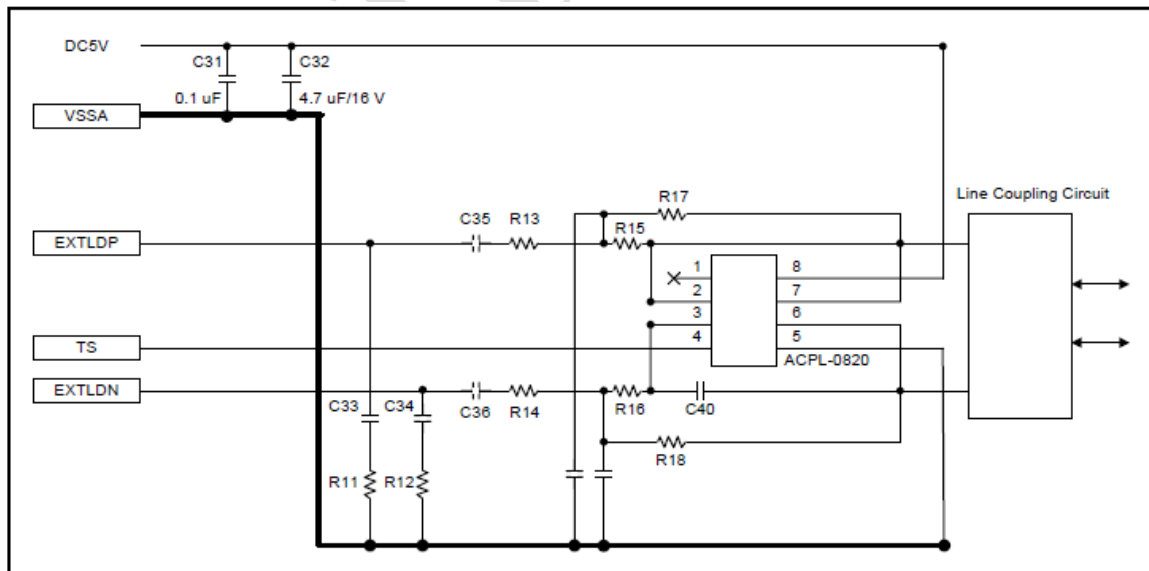 DC5V
C31
C32
0.1 uF
4.7 uF/16 V
VSSA
R17
Line Coupling Circuit
C35
R13
R15
EXTLDP
1
8
2
7
3
6
TS
4
5
ACPL-0820
EXTLDN
C36
R14
R16
C40
C33
C34
R18
R11
R12